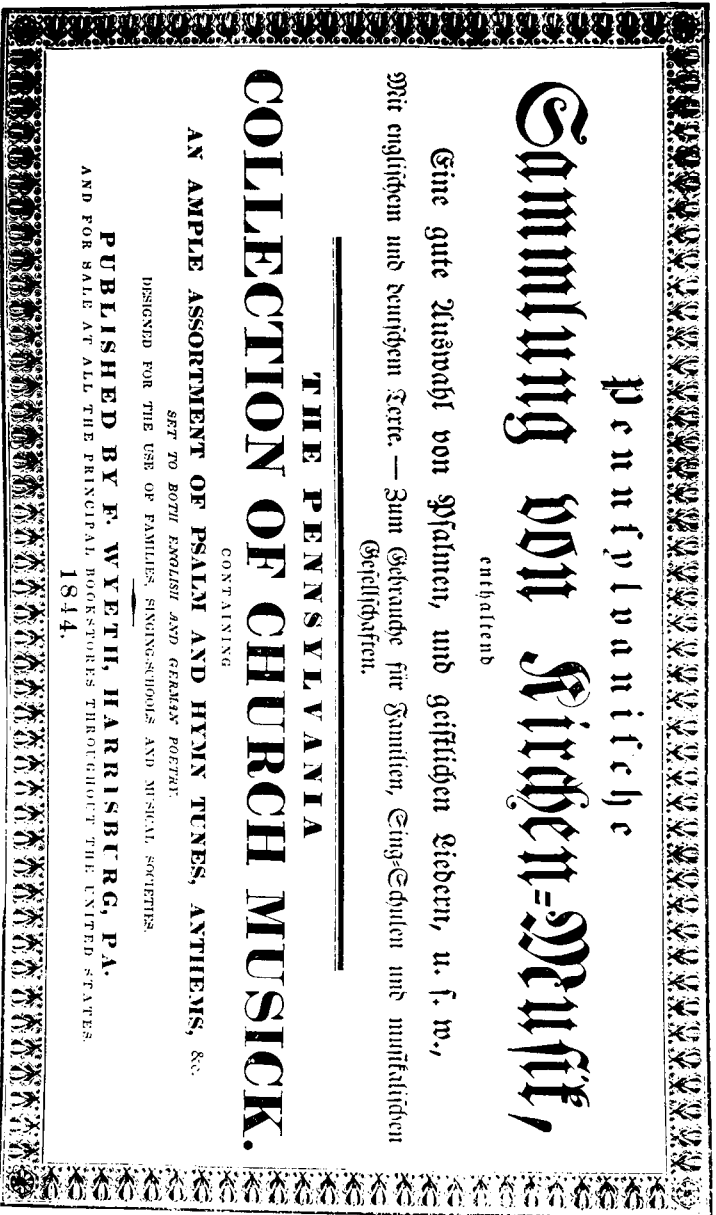 Pennsylvanische
Sammlung von Kirchen-Musik,
enthaltend
Eine gute Auswahl von Psalmen, und geistlichen Liedern, u. s. w.,
Mit englischem und deutschem Texte. — Zum Gebrauche für Familien, Sing-Schulen und musikalischen
Gesellschaften.
THE PENNSYLVANIA
COLLECTION OF CHURCH MUSICK.
CONTAINING
AN AMPLE ASSORTMENT OF PSALM AND HYMN TUNES, ANTHEMS, &c.
SET TO BOTH ENGLISH AND GERMAN POETRY.
DESIGNED FOR THE USE OF FAMILIES, SINGING-SCHOOLS AND MUSICAL SOCIETIES.
PUBLISHED BY F. WYETH, HARRISBURG, PA.
AND FOR SALE AT ALL THE PRINCIPAL BOOKSTORES THROUGHOUT THE UNITED STATES.
1844.